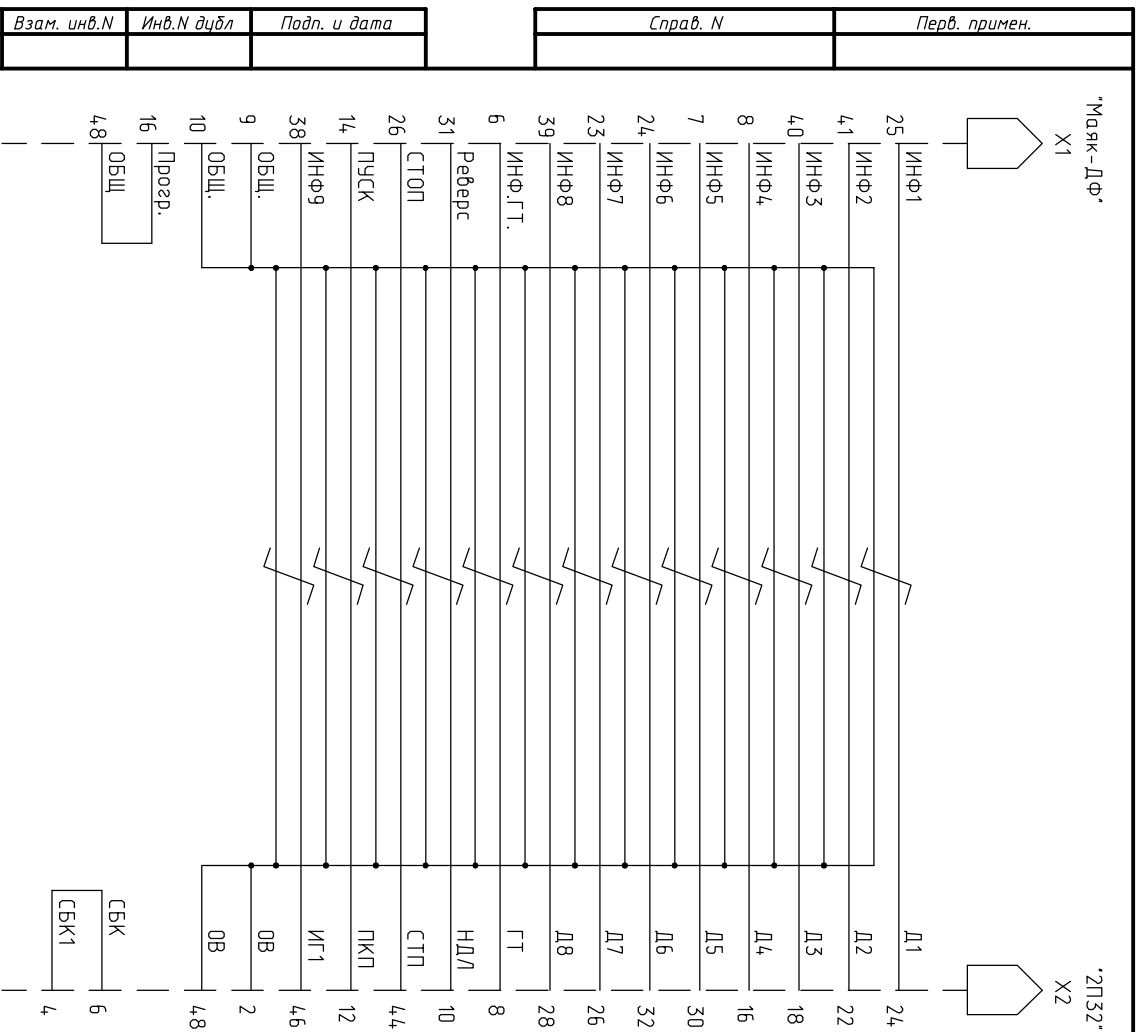 Взам. инв.N Инв.N дубл Подп. и дата Справ. N Перв. примен.
"Маяк-ДФ" "2ПЗ2"
X1 X2
25 ИНФ1 Д1 24
41 ИНФ2 Д2 22
40 ИНФ3 Д3 18
8 ИНФ4 Д4 16
7 ИНФ5 Д5 30
24 ИНФ6 Д6 32
23 ИНФ7 Д7 26
39 ИНФ8 Д8 28
6 ИНФ.ГТ. ГТ 8
31 Реверс НДЛ 10
26 СТОП СТП 44
14 ПУСК ПКП 12
38 ИНФ9 ИГ1 46
9 ОБЩ. ОВ 2
10 ОБЩ. ОВ 48
16 Прогр.
48 ОБЩ СБК 6
СБК1 4